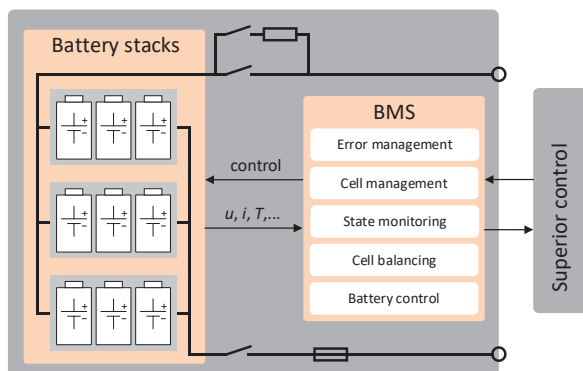 Battery stacks
BMS
Error management
Cell management
State monitoring
Cell balancing
Battery control
control
u, i, T,...
Superior control
+
−
+
−
+
−
+
−
+
−
+
−
+
−
+
−
+
−